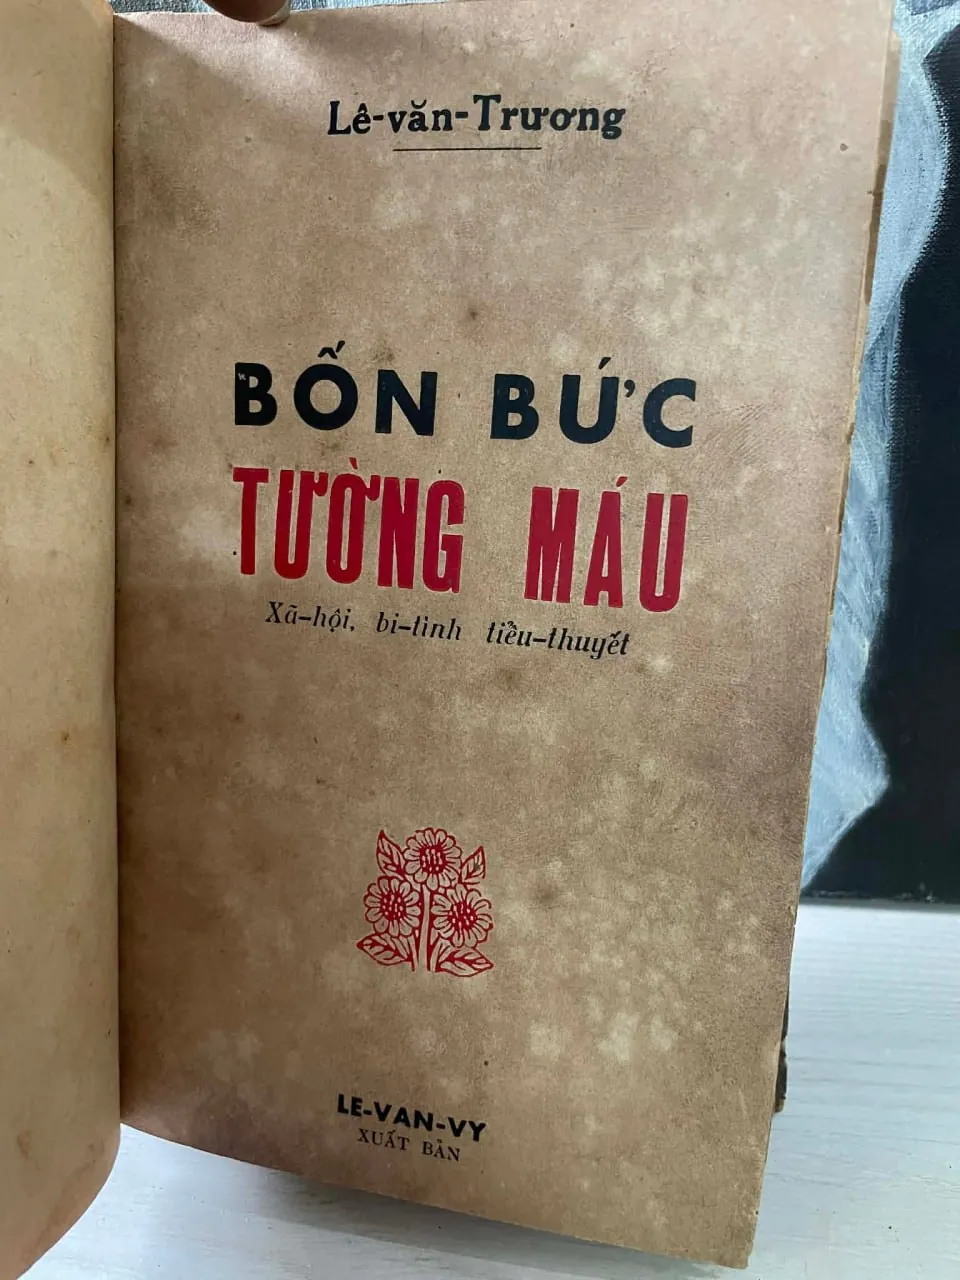 Lê-văn-Trương
BỐN BỨC
TƯỜNG MÁU
Xã-hội, bi-tình tiểu-thuyết
LE-VAN-VY
XUẤT BẢN